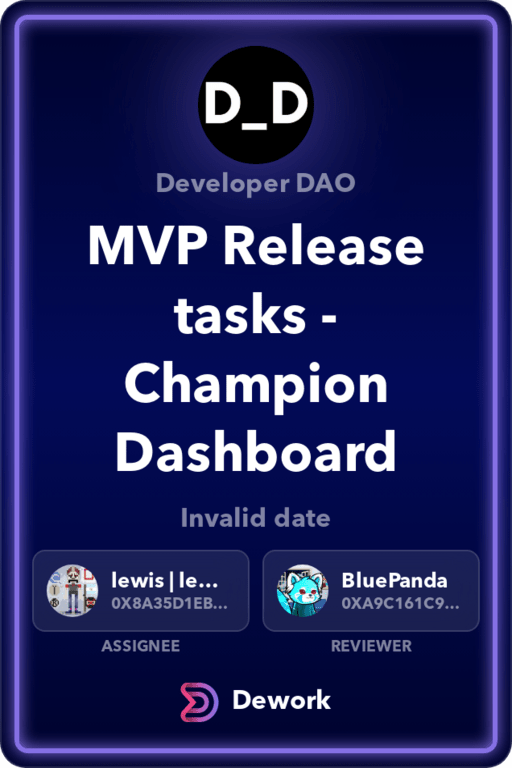 D_D
Developer DAO
MVP Release
tasks -
Champion
Dashboard
Invalid date
lewis | le...
0X8A35D1EB...
ASSIGNEE
BluePanda
0XA9C161C9...
REVIEWER
Dework